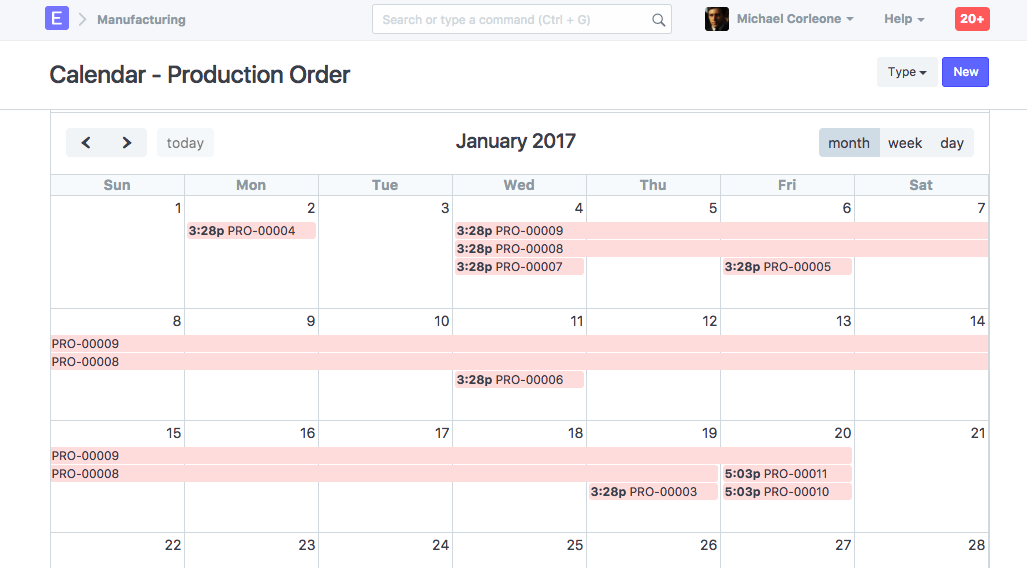 E Manufacturing Search or type a command (Ctrl + G) Michael Corleone Help 20+
Calendar - Production Order Type New
today January 2017 month week day
Sun Mon Tue Wed Thu Fri Sat
1 2 3 4 5 6 7
3:28p PRO-00004 3:28p PRO-00009
3:28p PRO-00008
3:28p PRO-00007 3:28p PRO-00005
8 9 10 11 12 13 14
PRO-00009
PRO-00008
3:28p PRO-00006
15 16 17 18 19 20 21
PRO-00009
PRO-00008 5:03p PRO-00011
3:28p PRO-00003 5:03p PRO-00010
22 23 24 25 26 27 28